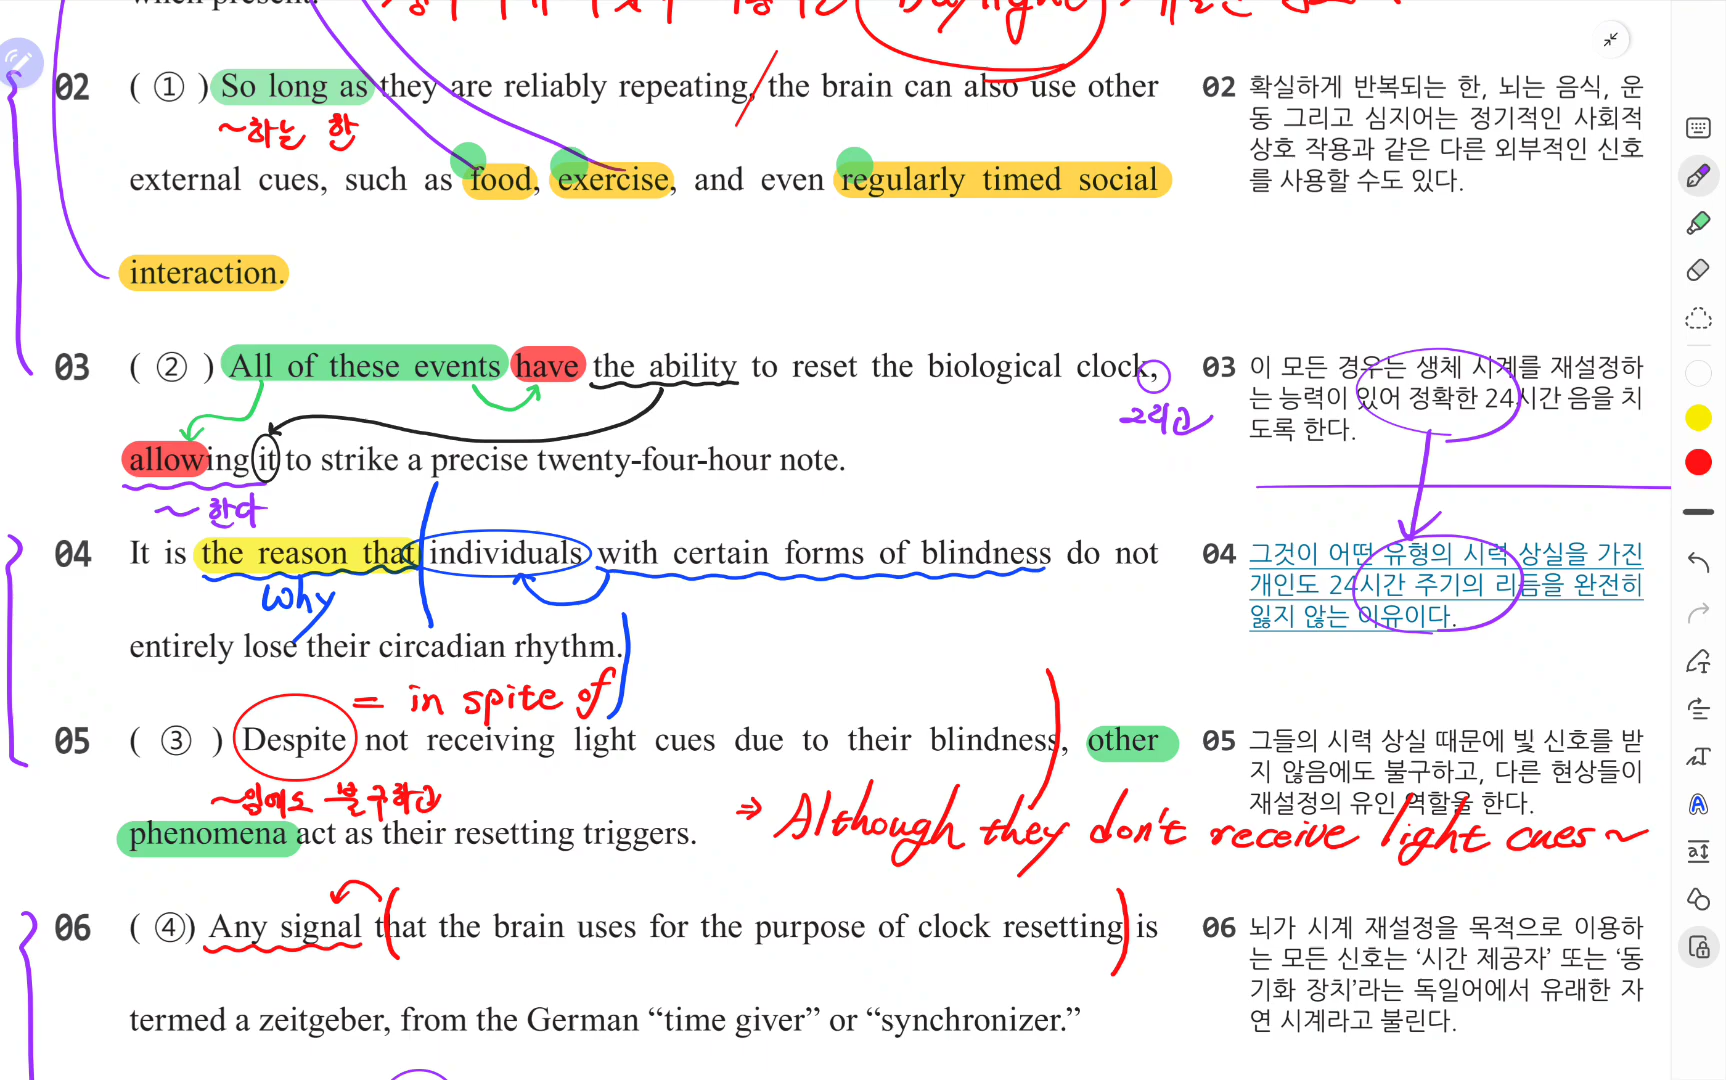 when present.
02 ( ① ) So long as they are reliably repeating, the brain can also use other
~하는 한
external cues, such as food, exercise, and even regularly timed social
interaction.
02 확실하게 반복되는 한, 뇌는 음식, 운
동 그리고 심지어는 정기적인 사회적
상호 작용과 같은 다른 외부적인 신호
를 사용할 수도 있다.
03 ( ② ) All of these events have the ability to reset the biological clock,
그리고
allowing it to strike a precise twenty-four-hour note.
~한다
03 이 모든 경우는 생체 시계를 재설정하
는 능력이 있어 정확한 24시간 음을 치
도록 한다.
04 It is the reason that individuals with certain forms of blindness do not
why
entirely lose their circadian rhythm.
04 그것이 어떤 유형의 시력 상실을 가진
개인도 24시간 주기의 리듬을 완전히
잃지 않는 이유이다.
= in spite of
05 ( ③ ) Despite not receiving light cues due to their blindness, other
~임에도 불구하고
phenomena act as their resetting triggers.
⇒ Although they don't receive light cues ~
05 그들의 시력 상실 때문에 빛 신호를 받
지 않음에도 불구하고, 다른 현상들이
재설정의 유인 역할을 한다.
06 ( ④) Any signal that the brain uses for the purpose of clock resetting is
termed a zeitgeber, from the German “time giver” or “synchronizer.”
06 뇌가 시계 재설정을 목적으로 이용하
는 모든 신호는 ‘시간 제공자’ 또는 ‘동
기화 장치’라는 독일어에서 유래한 자
연 시계라고 불린다.